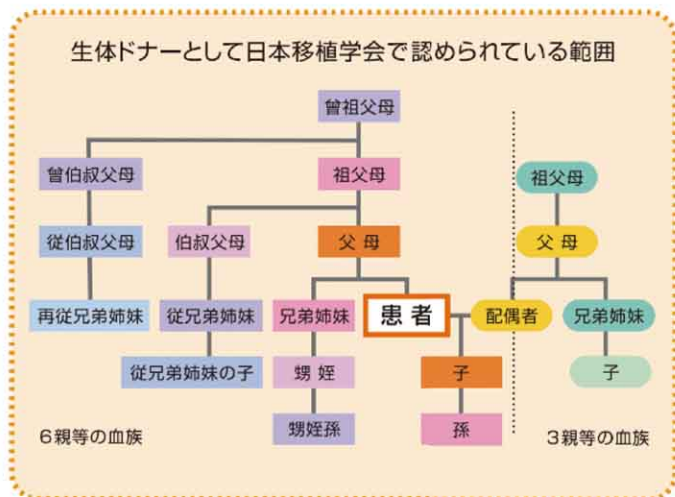 生体ドナーとして日本移植学会で認められている範囲
曾祖父母
曾伯叔父母
祖父母
祖父母
従伯叔父母
伯叔父母
父母
父母
再従兄弟姉妹
従兄弟姉妹
兄弟姉妹
患者
配偶者
兄弟姉妹
従兄弟姉妹の子
甥姪
子
子
6親等の血族
甥姪孫
孫
3親等の血族